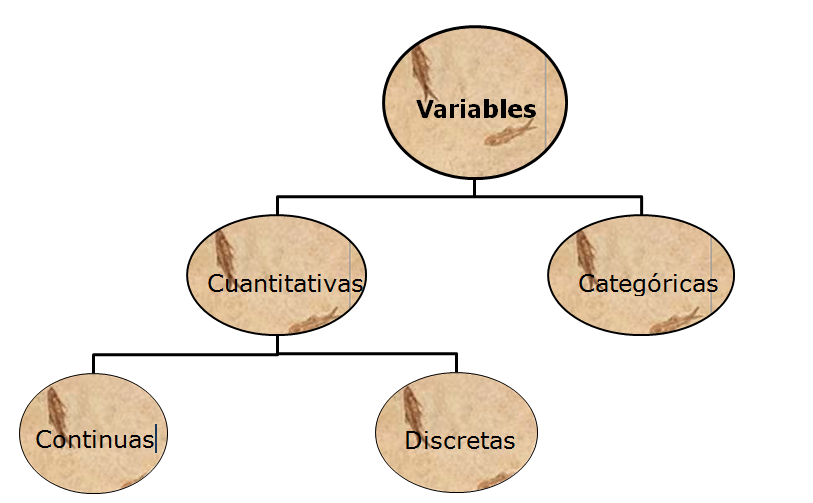 Variables
Cuantitativas
Categóricas
Continuas
Discretas